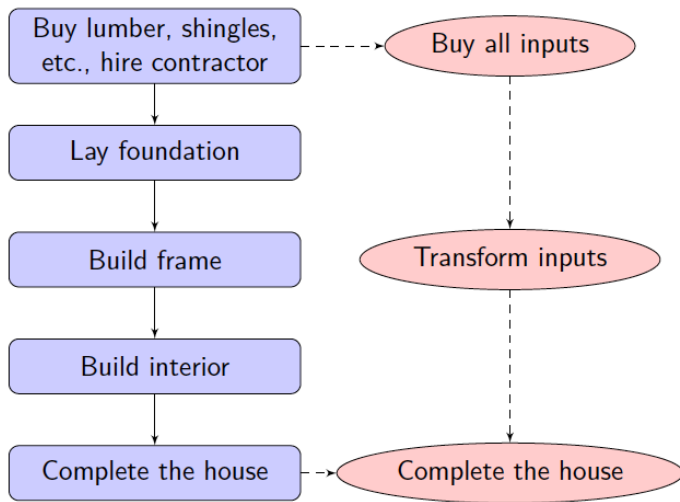 Buy lumber, shingles,
etc., hire contractor
Buy all inputs
Lay foundation
Build frame
Transform inputs
Build interior
Complete the house
Complete the house